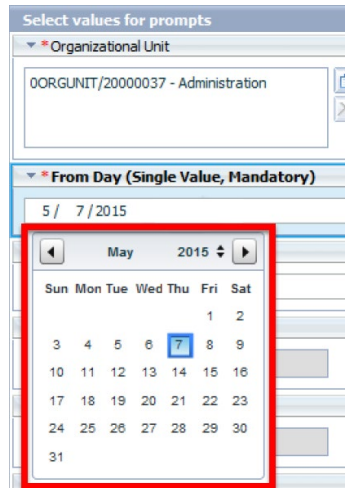 Select values for prompts
* Organizational Unit
0ORGUNIT/20000037 - Administration
* From Day (Single Value, Mandatory)
5/ 7/2015
May 2015
Sun Mon Tue Wed Thu Fri Sat
1 2
3 4 5 6 7 8 9
10 11 12 13 14 15 16
17 18 19 20 21 22 23
24 25 26 27 28 29 30
31